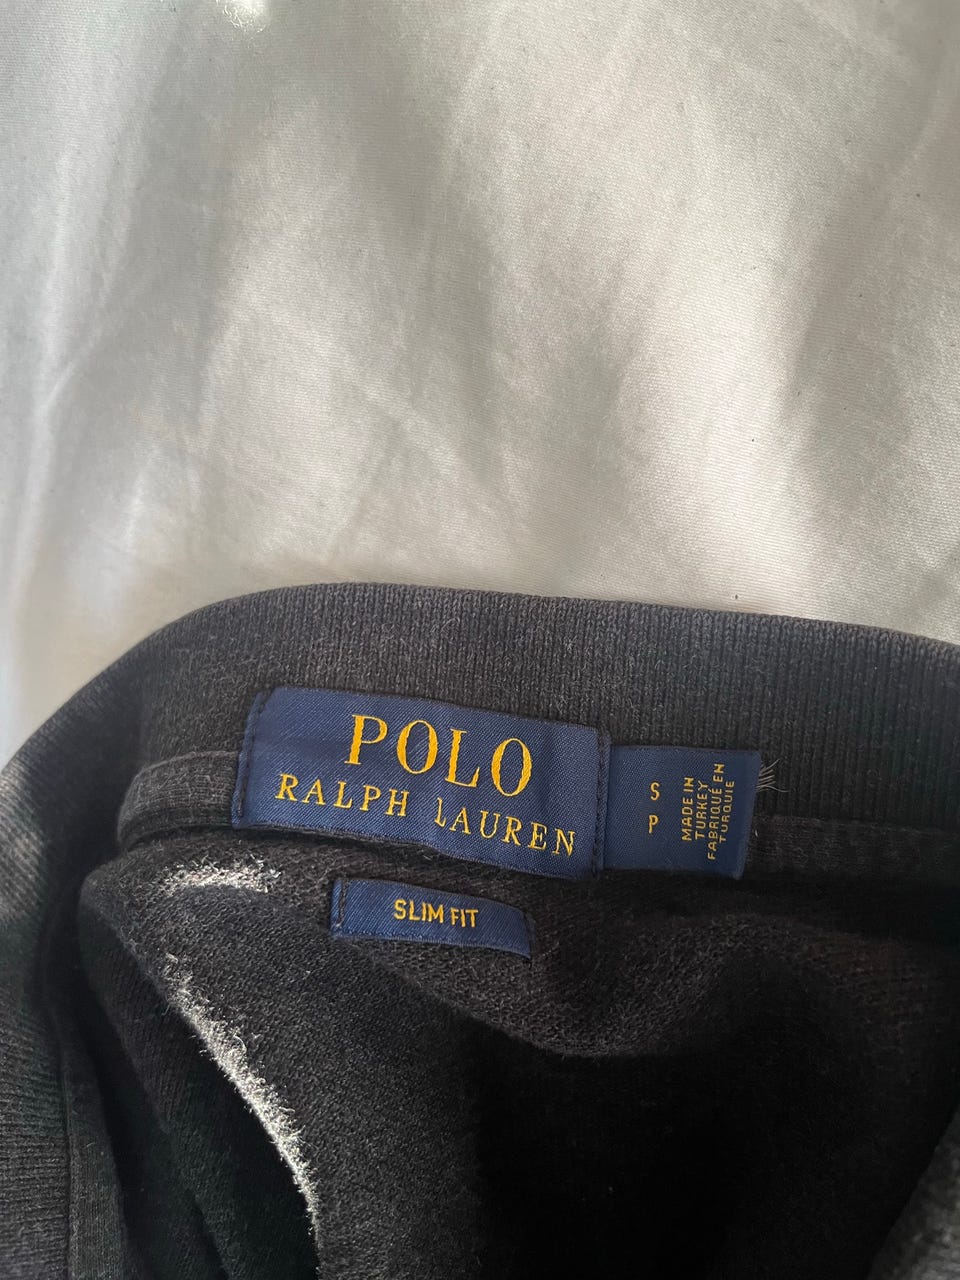 POLO
RALPH LAUREN
S
P
MADE IN
TURKEY
FABRIQUÉ EN
TURQUIE
SLIM FIT